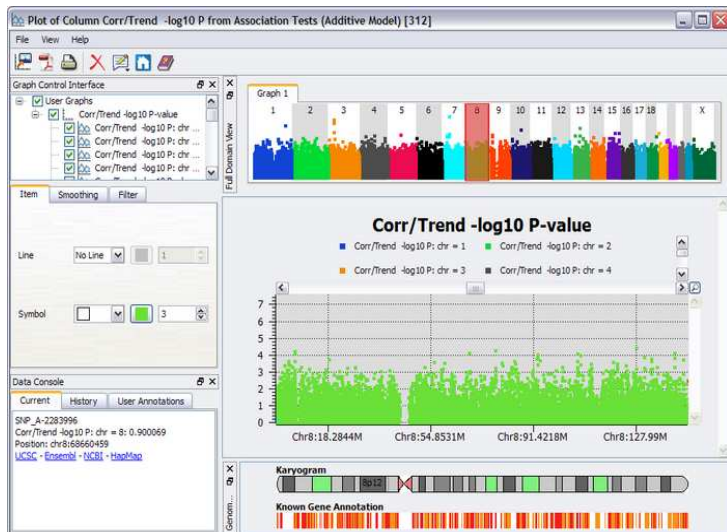 Plot of Column Corr/Trend -log10 P from Association Tests (Additive Model) [312]
File View Help
Graph Control Interface
User Graphs
Corr/Trend -log10 P-value
Corr/Trend -log10 P: chr ...
Corr/Trend -log10 P: chr ...
Corr/Trend -log10 P: chr ...
Corr/Trend -log10 P: chr ...
Item Smoothing Filter
Line No Line 1
Symbol 3
Data Console
Current History User Annotations
SNP_A-2283996
Corr/Trend -log10 P: chr = 8: 0.900069
Position: chr8:68660459
UCSC - Ensembl - NCBI - HapMap
Full Domain View
Graph 1
1 2 3 4 5 6 7 8 9 10 11 12 13 14 15 16 17 18 X
Corr/Trend -log10 P-value
Corr/Trend -log10 P: chr = 1 Corr/Trend -log10 P: chr = 2
Corr/Trend -log10 P: chr = 3 Corr/Trend -log10 P: chr = 4
7
6
5
4
3
2
1
0
Chr8:18.2844M Chr8:54.8531M Chr8:91.4218M Chr8:127.99M
Genom...
Karyogram
8p12
Known Gene Annotation